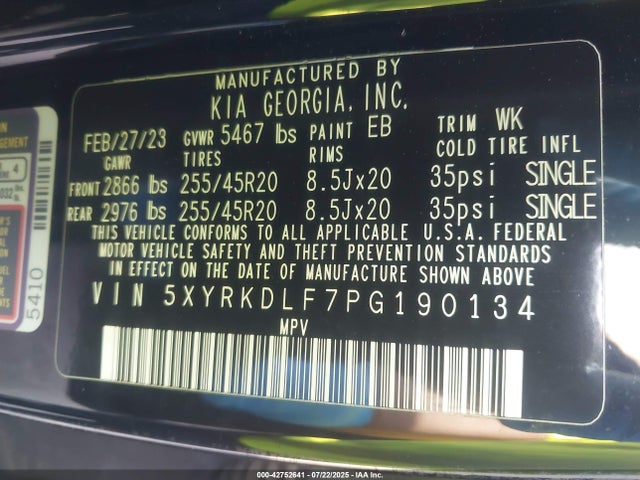 MANUFACTURED BY
KIA GEORGIA, INC.
FEB/27/23 GVWR 5467 lbs PAINT EB TRIM WK
GAWR TIRES RIMS COLD TIRE INFL
FRONT 2866 lbs 255/45R20 8.5Jx20 35psi SINGLE
REAR 2976 lbs 255/45R20 8.5Jx20 35psi SINGLE
THIS VEHICLE CONFORMS TO ALL APPLICABLE U.S.A. FEDERAL
MOTOR VEHICLE SAFETY AND THEFT PREVENTION STANDARDS
IN EFFECT ON THE DATE OF MANUFACTURE SHOWN ABOVE
VIN 5XYRKDLF7PG190134
MPV
4
5410
000-42752641 - 07/22/2025 - IAA Inc.